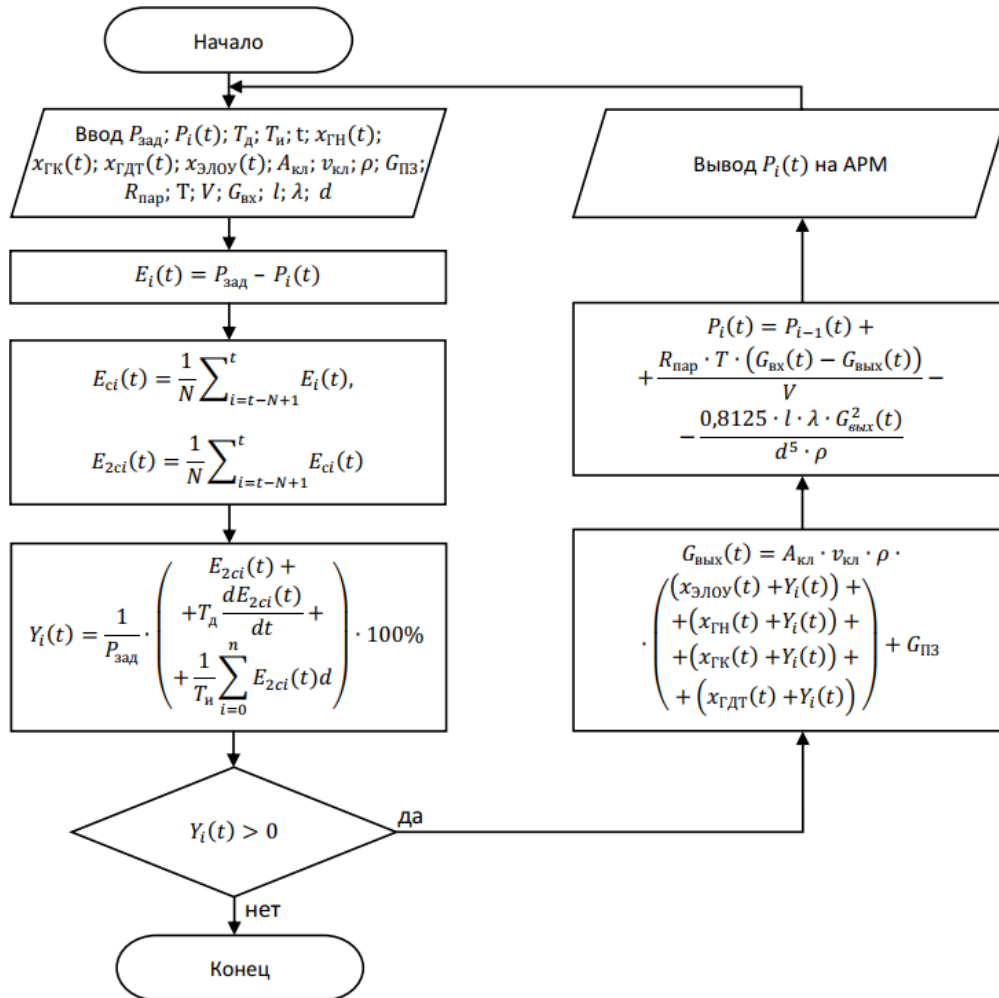 Начало
Ввод P_зад; P_i(t); T_д; T_и; t; x_ГН(t);
x_ГК(t); x_ГДТ(t); x_ЭЛОУ(t); A_кл; v_кл; ρ; G_ПЗ;
R_пар; T; V; G_вх; l; λ; d
E_i(t) = P_зад – P_i(t)
E_ci(t) = 1/N ∑_{i=t−N+1}^{t} E_i(t),
E_2ci(t) = 1/N ∑_{i=t−N+1}^{t} E_ci(t)
Y_i(t) = 1/P_зад · ( E_2ci(t) +
+T_д dE_2ci(t)/dt +
+ 1/T_и ∑_{i=0}^{n} E_2ci(t)d ) · 100%
Y_i(t) > 0
да
нет
Конец
G_вых(t) = A_кл · v_кл · ρ ·
· ( (x_ЭЛОУ(t) +Y_i(t)) +
+(x_ГН(t) +Y_i(t)) +
+(x_ГК(t) +Y_i(t)) +
+ (x_ГДТ(t) +Y_i(t)) ) + G_ПЗ
P_i(t) = P_{i−1}(t) +
+ R_пар · T · (G_вх(t) − G_вых(t)) / V −
− 0,8125 · l · λ · G²_вых(t) / d⁵ · ρ
Вывод P_i(t) на АРМ